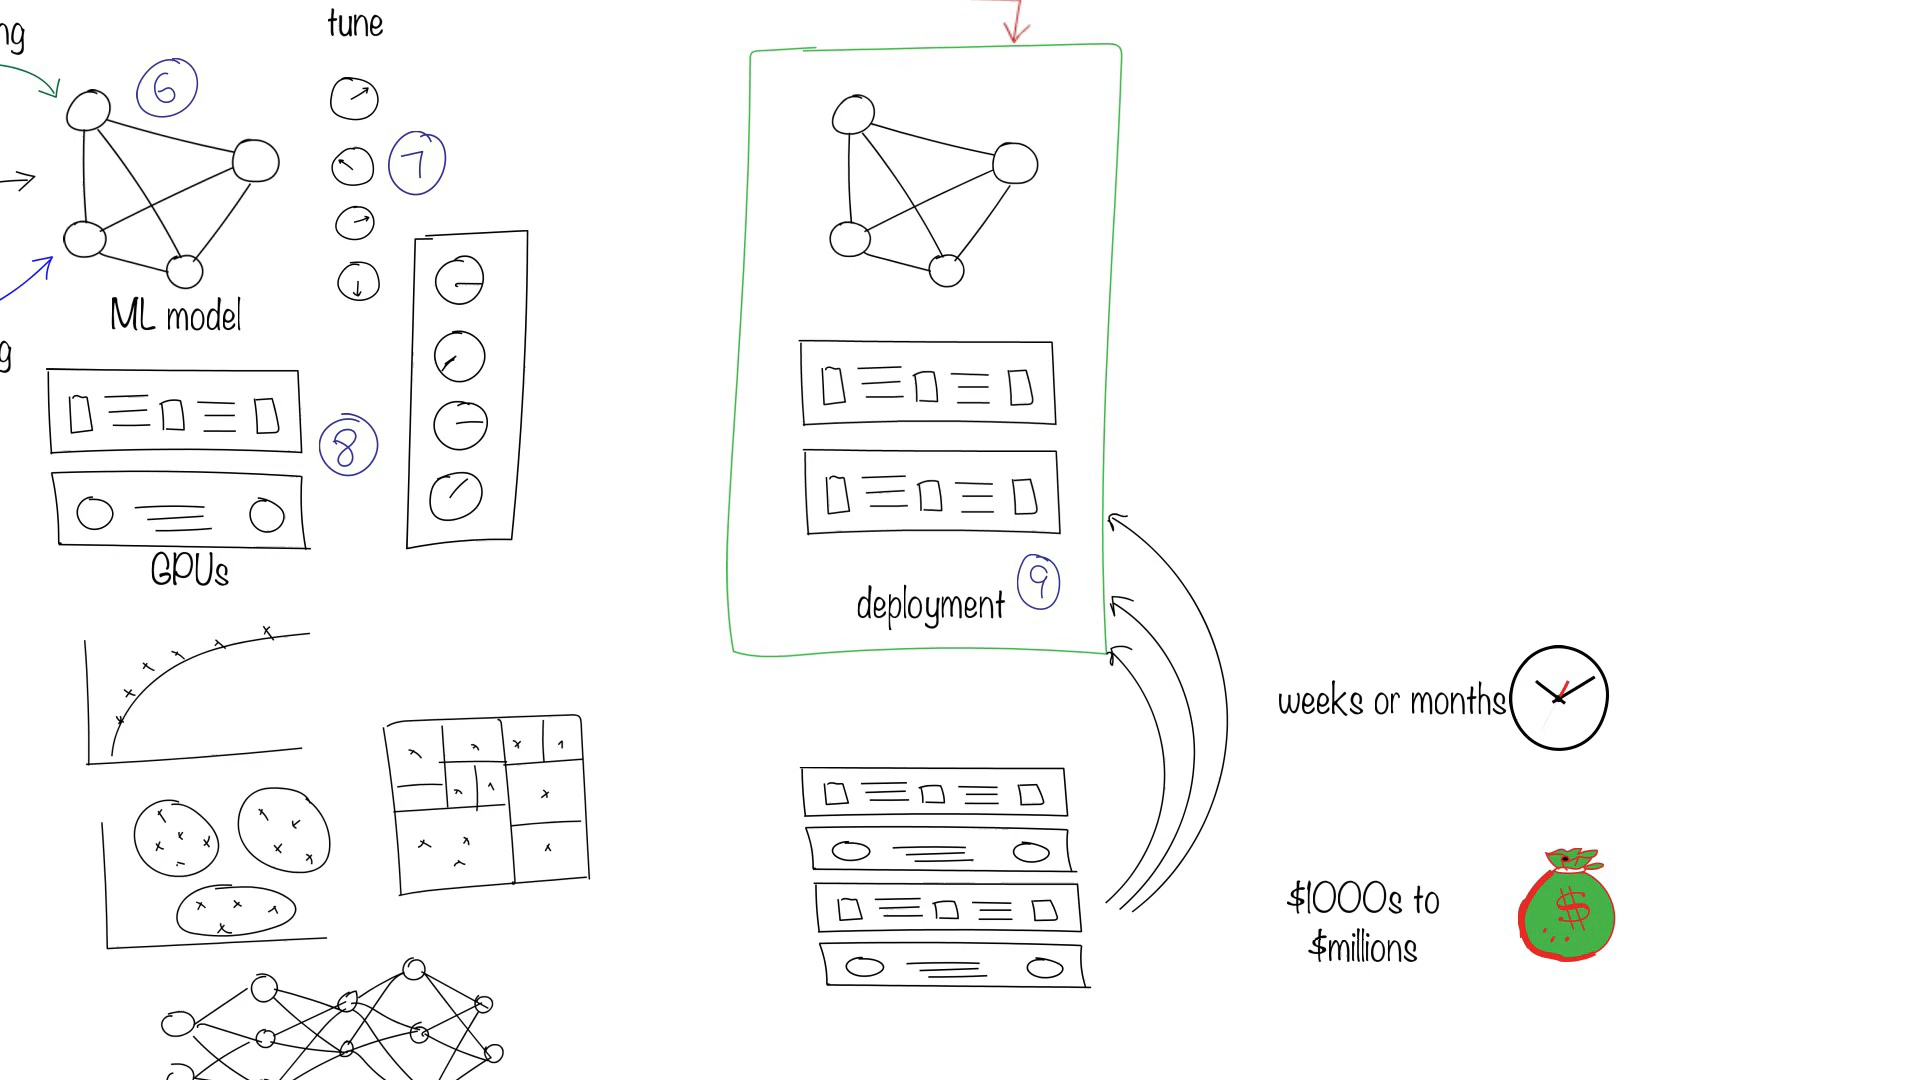 ng
tune
6
7
ML model
g
8
GPUs
deployment
9
weeks or months
$1000s to
$millions
$